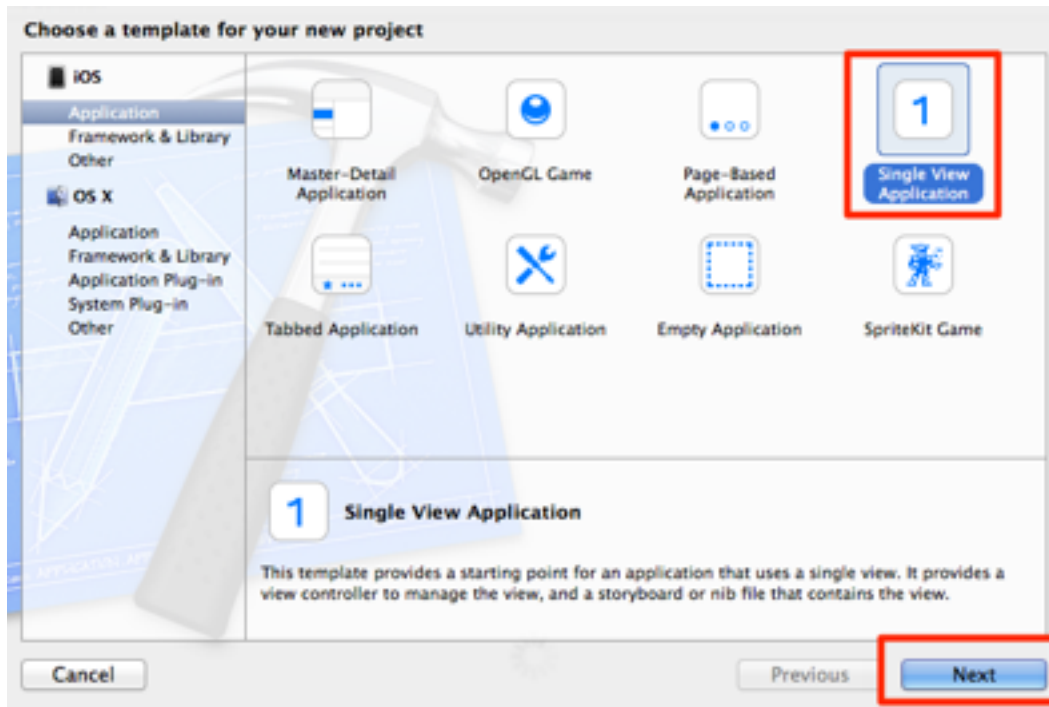 Choose a template for your new project
iOS
Application
Framework & Library
Other
OS X
Application
Framework & Library
Application Plug-in
System Plug-in
Other
Master-Detail
Application
OpenGL Game
Page-Based
Application
1
Single View
Application
Tabbed Application
Utility Application
Empty Application
SpriteKit Game
1
Single View Application
This template provides a starting point for an application that uses a single view. It provides a
view controller to manage the view, and a storyboard or nib file that contains the view.
Cancel
Previous
Next